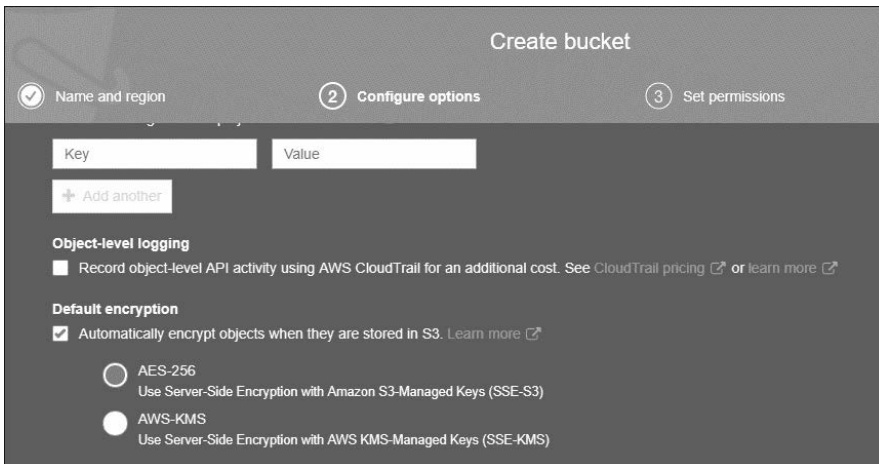 Create bucket
Name and region
2 Configure options
3 Set permissions
Key Value
+ Add another
Object-level logging
Record object-level API activity using AWS CloudTrail for an additional cost. See CloudTrail pricing or learn more
Default encryption
Automatically encrypt objects when they are stored in S3. Learn more
AES-256
Use Server-Side Encryption with Amazon S3-Managed Keys (SSE-S3)
AWS-KMS
Use Server-Side Encryption with AWS KMS-Managed Keys (SSE-KMS)